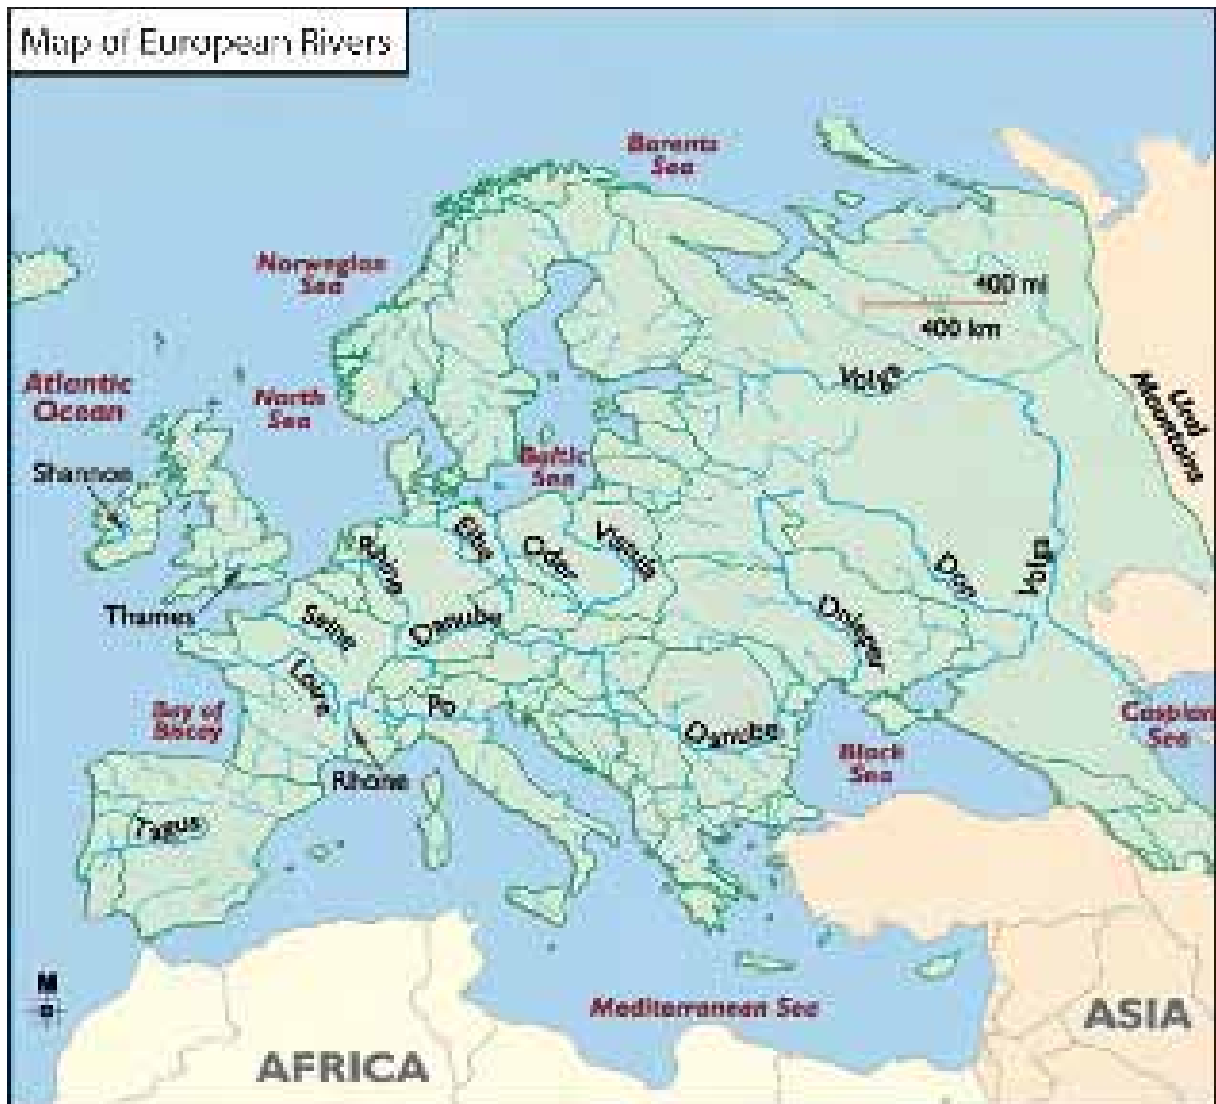 Map of European Rivers
Barents
Sea
Norwegian
Sea
400 mi
400 km
Volga
Ural
Mountains
Atlantic
Ocean
North
Sea
Shannon
Baltic
Sea
Rhine
Elbe
Oder
Vistula
Don
Volga
Thames
Seine
Danube
Dnieper
Loire
Bay of
Biscay
Po
Danube
Black
Sea
Caspian
Sea
Rhone
Tagus
N
Mediterranean Sea
ASIA
AFRICA